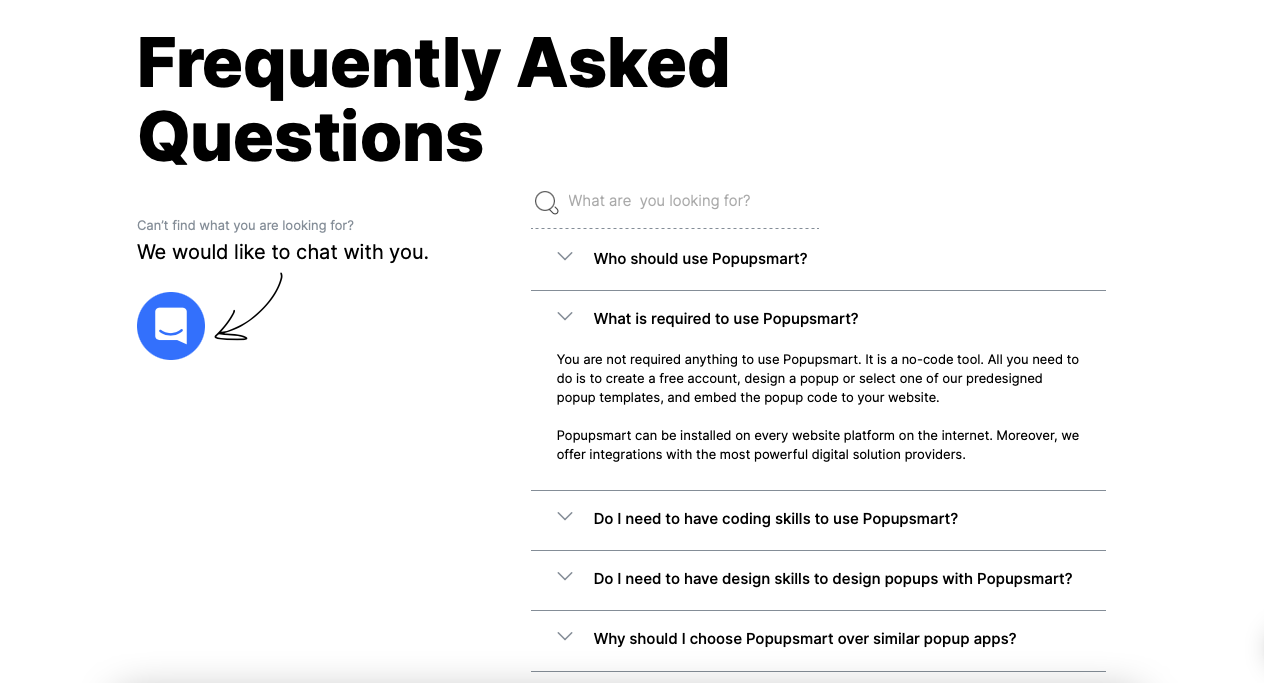 Frequently Asked
Questions
What are  you looking for?
Can't find what you are looking for?
We would like to chat with you.
Who should use Popupsmart?
What is required to use Popupsmart?
You are not required anything to use Popupsmart. It is a no-code tool. All you need to
do is to create a free account, design a popup or select one of our predesigned
popup templates, and embed the popup code to your website.
Popupsmart can be installed on every website platform on the internet. Moreover, we
offer integrations with the most powerful digital solution providers.
Do I need to have coding skills to use Popupsmart?
Do I need to have design skills to design popups with Popupsmart?
Why should I choose Popupsmart over similar popup apps?